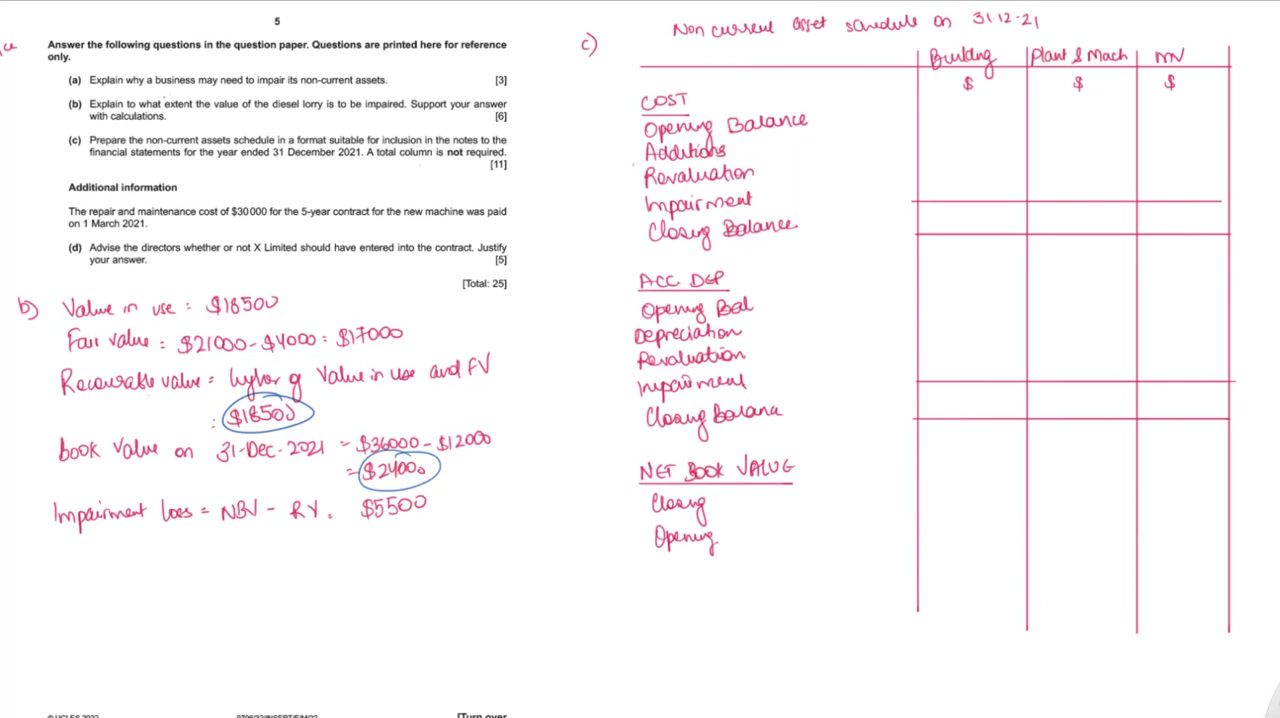 5
Answer the following questions in the question paper. Questions are printed here for reference
only.
(a) Explain why a business may need to impair its non-current assets. [3]
(b) Explain to what extent the value of the diesel lorry is to be impaired. Support your answer
with calculations. [6]
(c) Prepare the non-current assets schedule in a format suitable for inclusion in the notes to the
financial statements for the year ended 31 December 2021. A total column is not required.
[11]
Additional information
The repair and maintenance cost of $30 000 for the 5-year contract for the new machine was paid
on 1 March 2021.
(d) Advise the directors whether or not X Limited should have entered into the contract. Justify
your answer. [5]
[Total: 25]
b) Value in use = $18500
Fair value = $21000 - $4000 = $17000
Recoverable value = higher of Value in use and FV
: $18500
book Value on 31-Dec-2021 = $36000 - $12000
= $24000
Impairment loss = NBV - RV = $5500
c) Non current asset schedule on 31-12-21
Building Plant & Mach MV
$ $ $
COST
Opening Balance
Additions
Revaluation
Impairment
Closing Balance
ACC DEP
Opening Bal
Depreciation
Revaluation
Impairment
Closing Balance
NET BOOK VALUE
Closing
Opening
[Turn over